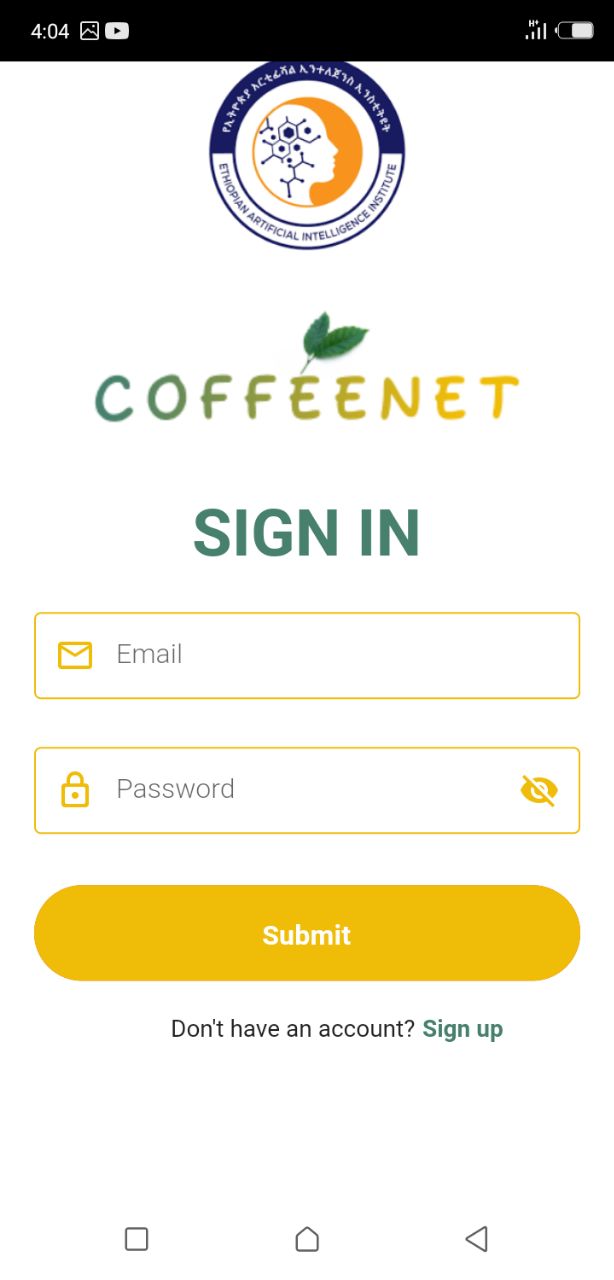 4:04
H+
የኢትዮጵያ አርቲፊሻል ኢንተለጀንስ ኢንስቲትዩት
ETHIOPIAN ARTIFICIAL INTELLIGENCE INSTITUTE
COFFEENET
SIGN IN
Email
Password
Submit
Don't have an account? Sign up